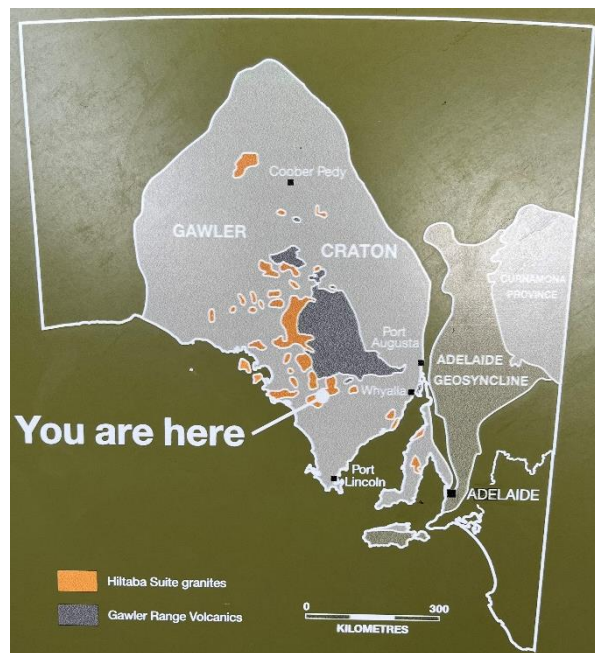 Coober Pedy
GAWLER
CRATON
CURNAMONA
PROVINCE
Port
Augusta
ADELAIDE
GEOSYNCLINE
Whyalla
You are here
Port
Lincoln
ADELAIDE
Hiltaba Suite granites
Gawler Range Volcanics
0 300
KILOMETRES